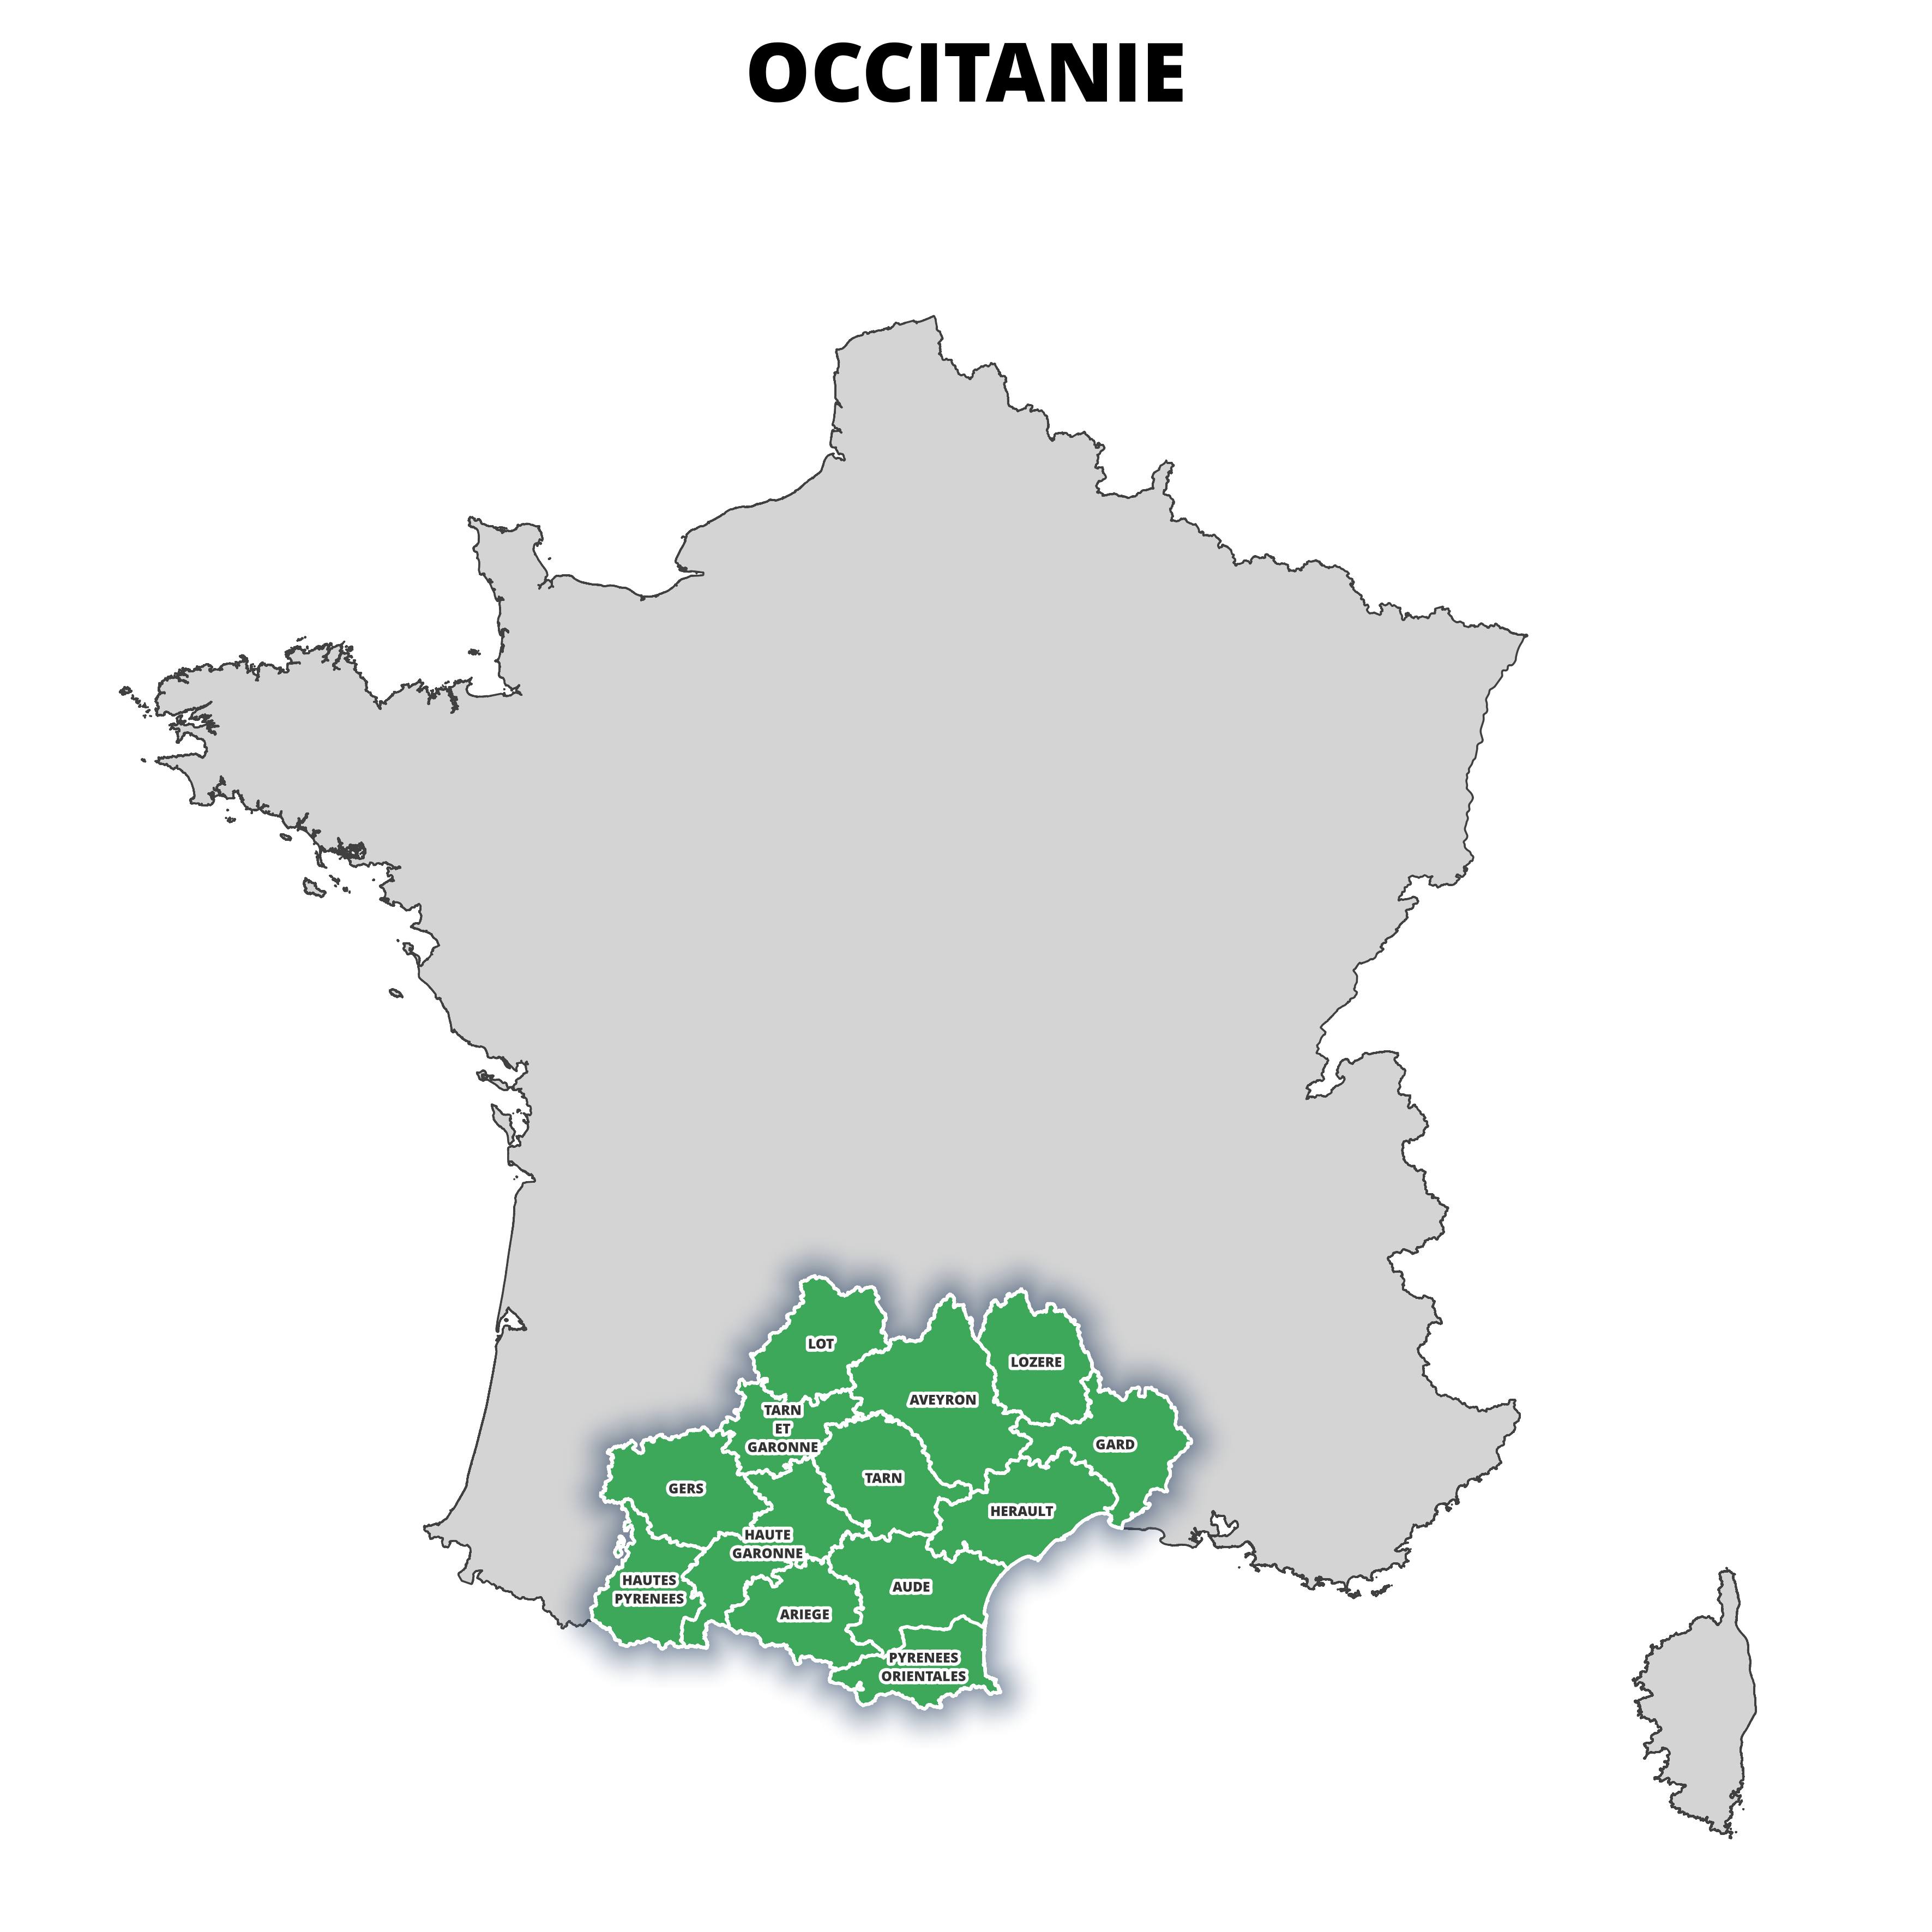 OCCITANIE
LOT
LOZERE
AVEYRON
TARN
ET
GARONNE
GARD
TARN
GERS
HERAULT
HAUTE
GARONNE
HAUTES
PYRENEES
AUDE
ARIEGE
PYRENEES
ORIENTALES